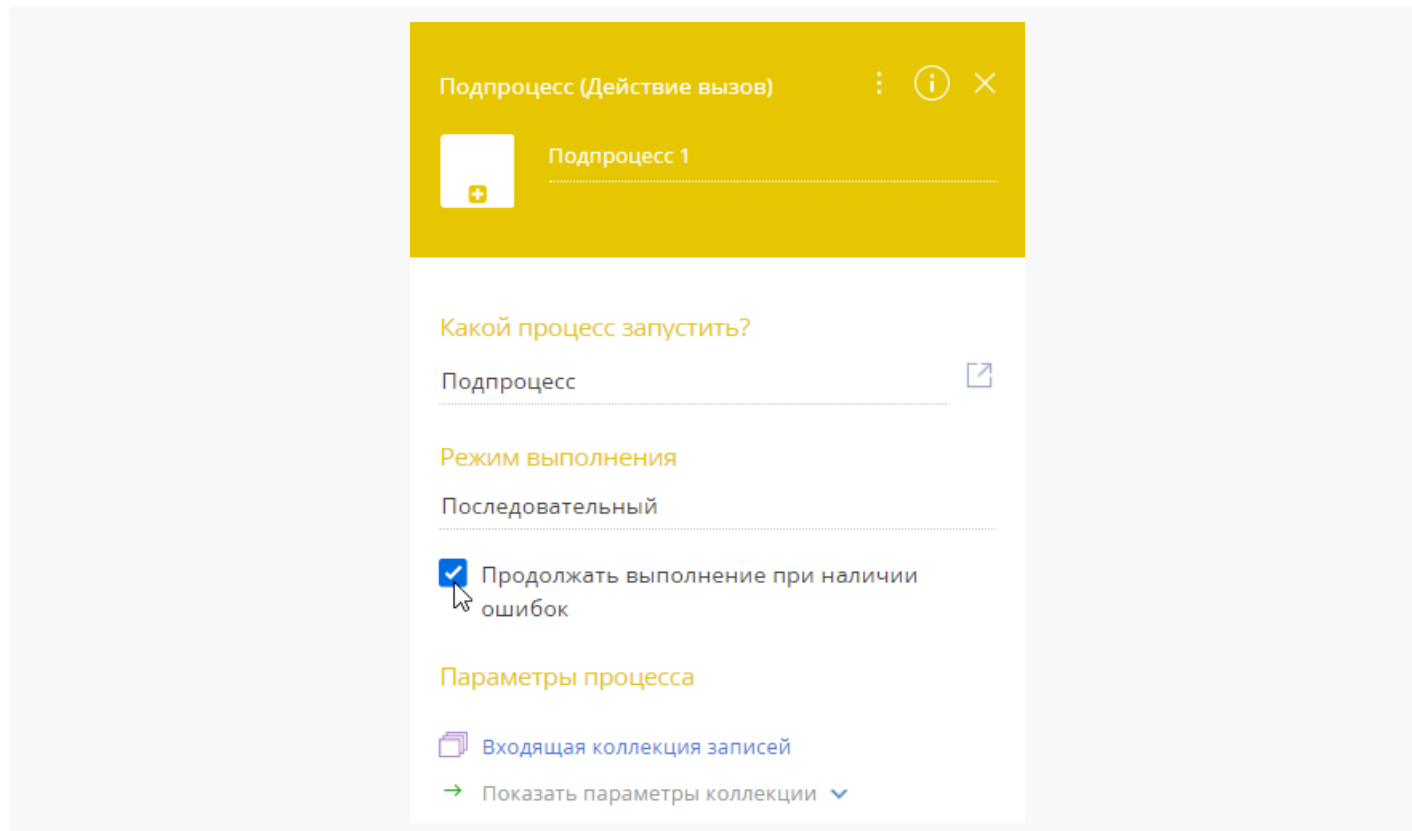 Подпроцесс (Действие вызов)
Подпроцесс 1
Какой процесс запустить?
Подпроцесс
Режим выполнения
Последовательный
Продолжать выполнение при наличии
ошибок
Параметры процесса
Входящая коллекция записей
Показать параметры коллекции